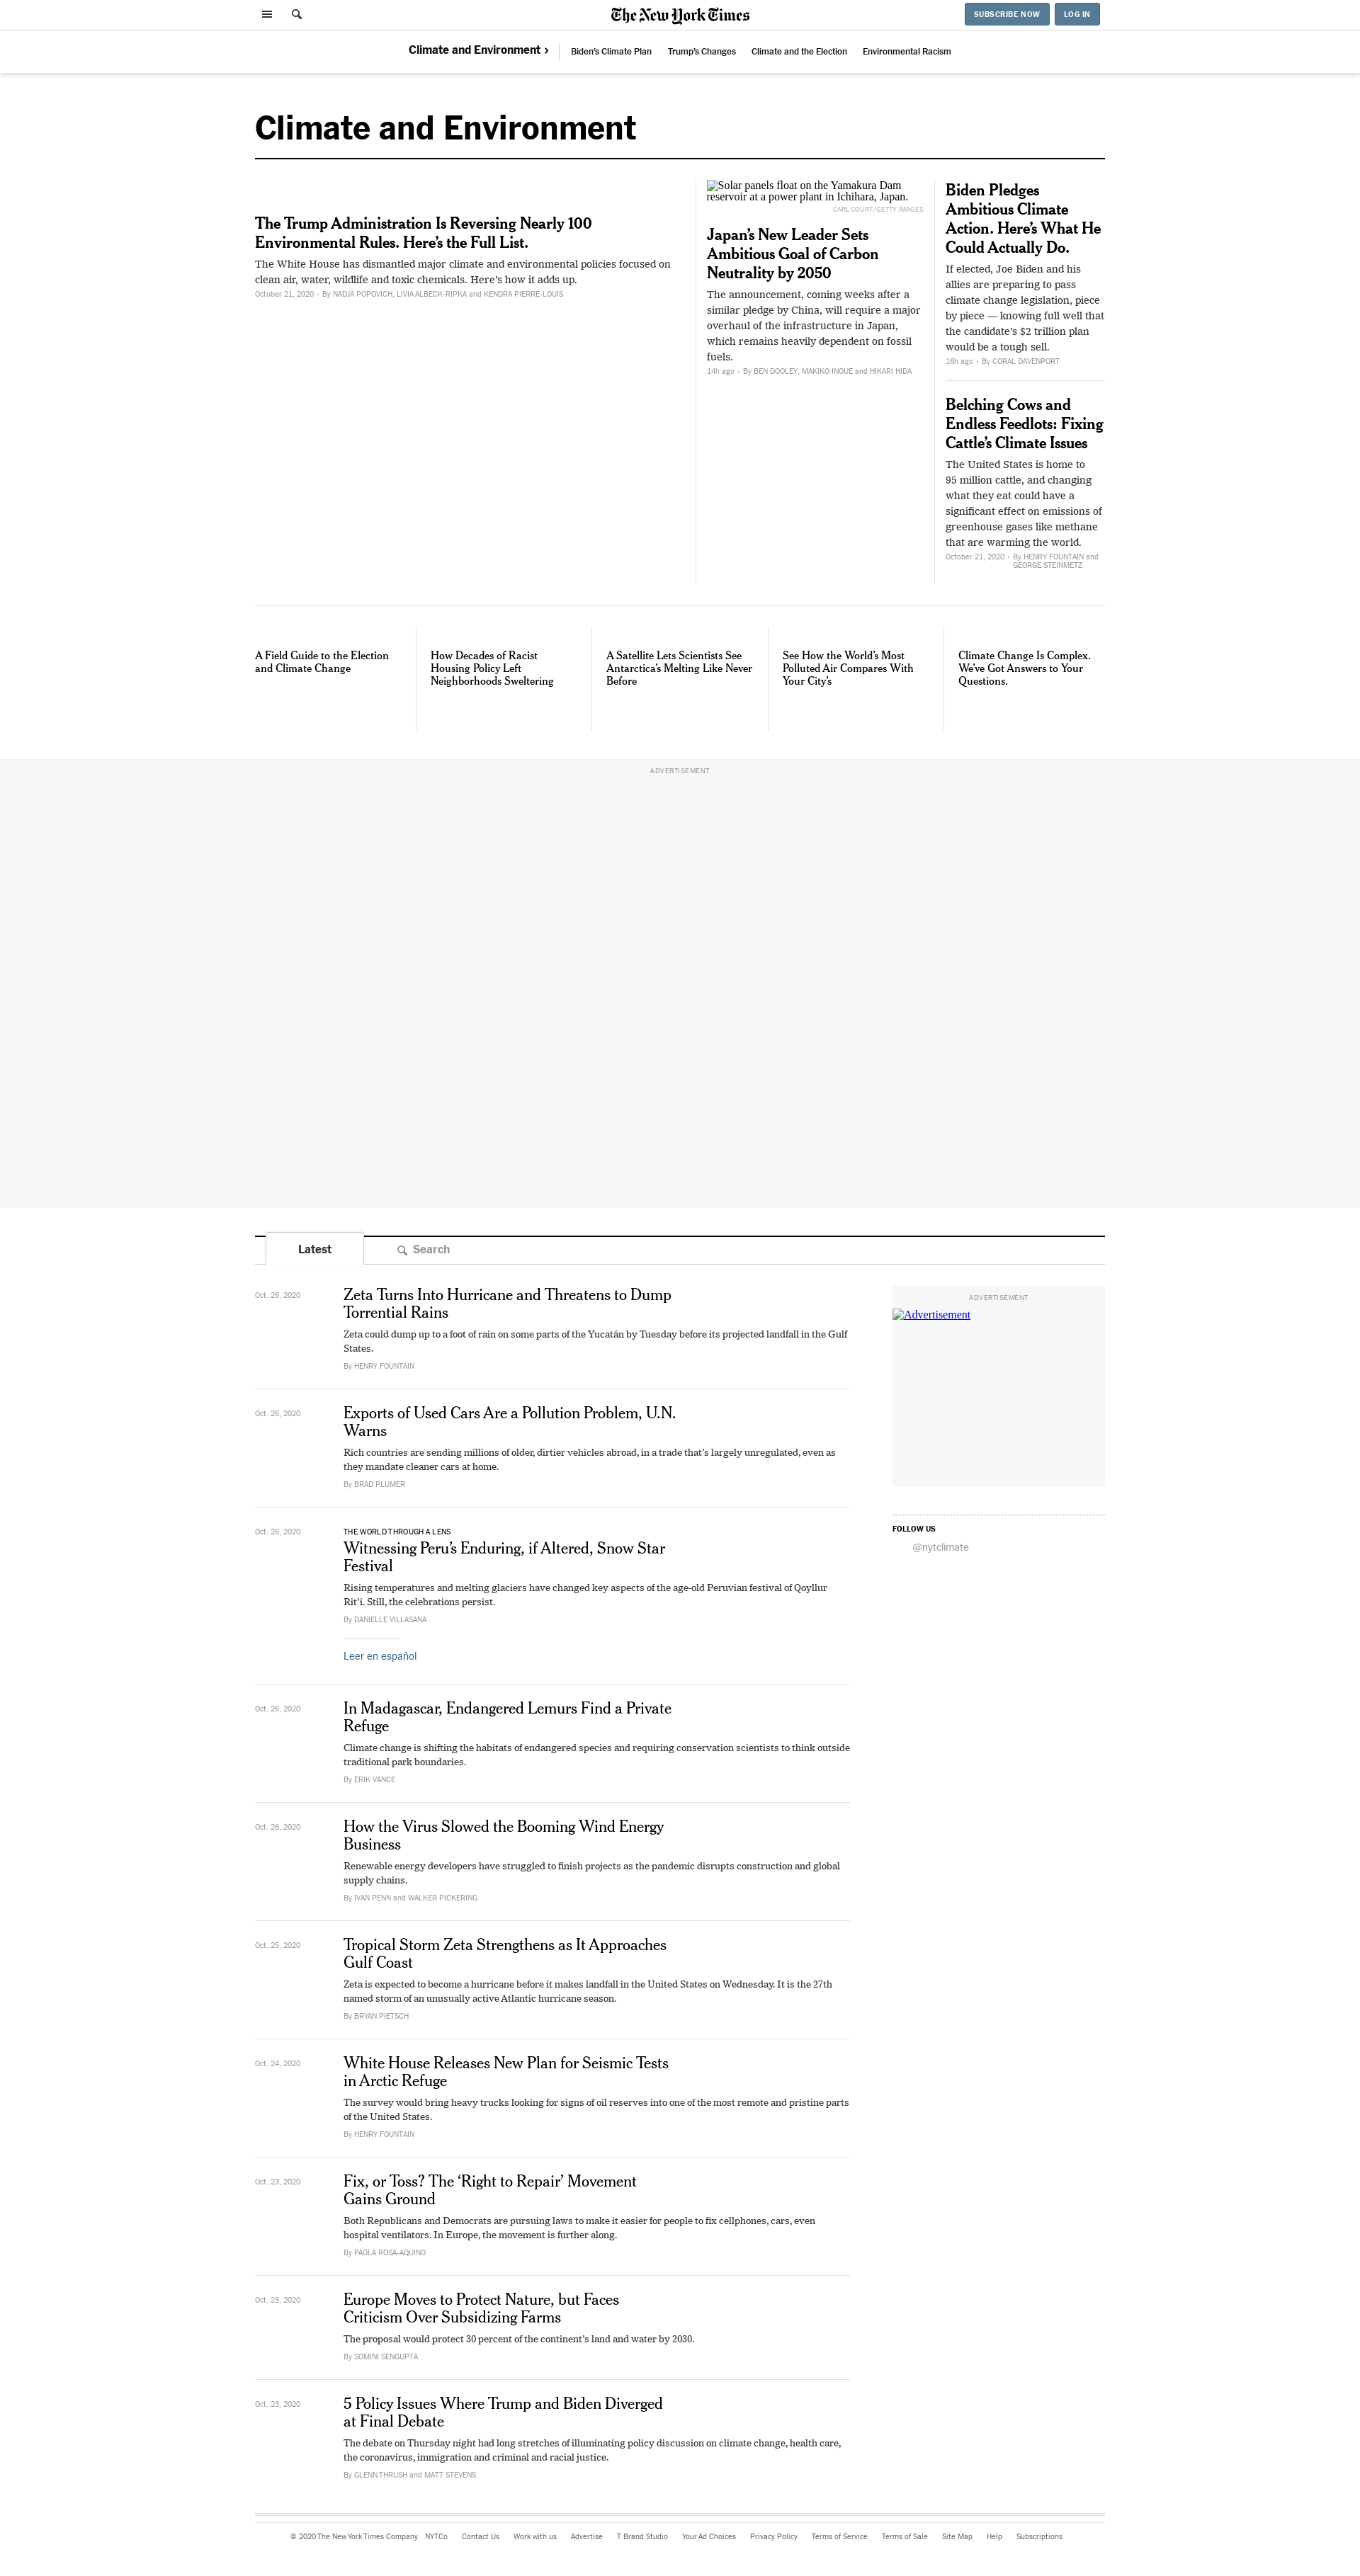 The New York Times
SUBSCRIBE NOW
LOG IN
Climate and Environment ›
Biden's Climate Plan
Trump's Changes
Climate and the Election
Environmental Racism
Climate and Environment
The Trump Administration Is Reversing Nearly 100
Environmental Rules. Here's the Full List.
The White House has dismantled major climate and environmental policies focused on
clean air, water, wildlife and toxic chemicals. Here's how it adds up.
October 21, 2020 • By NADJA POPOVICH, LIVIA ALBECK-RIPKA and KENDRA PIERRE-LOUIS
Solar panels float on the Yamakura Dam
reservoir at a power plant in Ichihara, Japan.
CARL COURT/GETTY IMAGES
Japan's New Leader Sets
Ambitious Goal of Carbon
Neutrality by 2050
The announcement, coming weeks after a
similar pledge by China, will require a major
overhaul of the infrastructure in Japan,
which remains heavily dependent on fossil
fuels.
14h ago • By BEN DOOLEY, MAKIKO INOUE and HIKARI HIDA
Biden Pledges
Ambitious Climate
Action. Here's What He
Could Actually Do.
If elected, Joe Biden and his
allies are preparing to pass
climate change legislation, piece
by piece — knowing full well that
the candidate's $2 trillion plan
would be a tough sell.
16h ago • By CORAL DAVENPORT
Belching Cows and
Endless Feedlots: Fixing
Cattle's Climate Issues
The United States is home to
95 million cattle, and changing
what they eat could have a
significant effect on emissions of
greenhouse gases like methane
that are warming the world.
October 21, 2020 • By HENRY FOUNTAIN and
GEORGE STEINMETZ
A Field Guide to the Election
and Climate Change
How Decades of Racist
Housing Policy Left
Neighborhoods Sweltering
A Satellite Lets Scientists See
Antarctica's Melting Like Never
Before
See How the World's Most
Polluted Air Compares With
Your City's
Climate Change Is Complex.
We've Got Answers to Your
Questions.
ADVERTISEMENT
Latest
Search
Oct. 26, 2020
Zeta Turns Into Hurricane and Threatens to Dump
Torrential Rains
Zeta could dump up to a foot of rain on some parts of the Yucatán by Tuesday before its projected landfall in the Gulf
States.
By HENRY FOUNTAIN
ADVERTISEMENT
Advertisement
Oct. 26, 2020
Exports of Used Cars Are a Pollution Problem, U.N.
Warns
Rich countries are sending millions of older, dirtier vehicles abroad, in a trade that's largely unregulated, even as
they mandate cleaner cars at home.
By BRAD PLUMER
FOLLOW US
@nytclimate
Oct. 26, 2020
THE WORLD THROUGH A LENS
Witnessing Peru's Enduring, if Altered, Snow Star
Festival
Rising temperatures and melting glaciers have changed key aspects of the age-old Peruvian festival of Qoyllur
Rit'i. Still, the celebrations persist.
By DANIELLE VILLASANA
Leer en español
Oct. 26, 2020
In Madagascar, Endangered Lemurs Find a Private
Refuge
Climate change is shifting the habitats of endangered species and requiring conservation scientists to think outside
traditional park boundaries.
By ERIK VANCE
Oct. 26, 2020
How the Virus Slowed the Booming Wind Energy
Business
Renewable energy developers have struggled to finish projects as the pandemic disrupts construction and global
supply chains.
By IVAN PENN and WALKER PICKERING
Oct. 25, 2020
Tropical Storm Zeta Strengthens as It Approaches
Gulf Coast
Zeta is expected to become a hurricane before it makes landfall in the United States on Wednesday. It is the 27th
named storm of an unusually active Atlantic hurricane season.
By BRYAN PIETSCH
Oct. 24, 2020
White House Releases New Plan for Seismic Tests
in Arctic Refuge
The survey would bring heavy trucks looking for signs of oil reserves into one of the most remote and pristine parts
of the United States.
By HENRY FOUNTAIN
Oct. 23, 2020
Fix, or Toss? The 'Right to Repair' Movement
Gains Ground
Both Republicans and Democrats are pursuing laws to make it easier for people to fix cellphones, cars, even
hospital ventilators. In Europe, the movement is further along.
By PAOLA ROSA-AQUINO
Oct. 23, 2020
Europe Moves to Protect Nature, but Faces
Criticism Over Subsidizing Farms
The proposal would protect 30 percent of the continent's land and water by 2030.
By SOMINI SENGUPTA
Oct. 23, 2020
5 Policy Issues Where Trump and Biden Diverged
at Final Debate
The debate on Thursday night had long stretches of illuminating policy discussion on climate change, health care,
the coronavirus, immigration and criminal and racial justice.
By GLENN THRUSH and MATT STEVENS
© 2020 The New York Times Company NYTCo Contact Us Work with us Advertise T Brand Studio Your Ad Choices Privacy Policy Terms of Service Terms of Sale Site Map Help Subscriptions